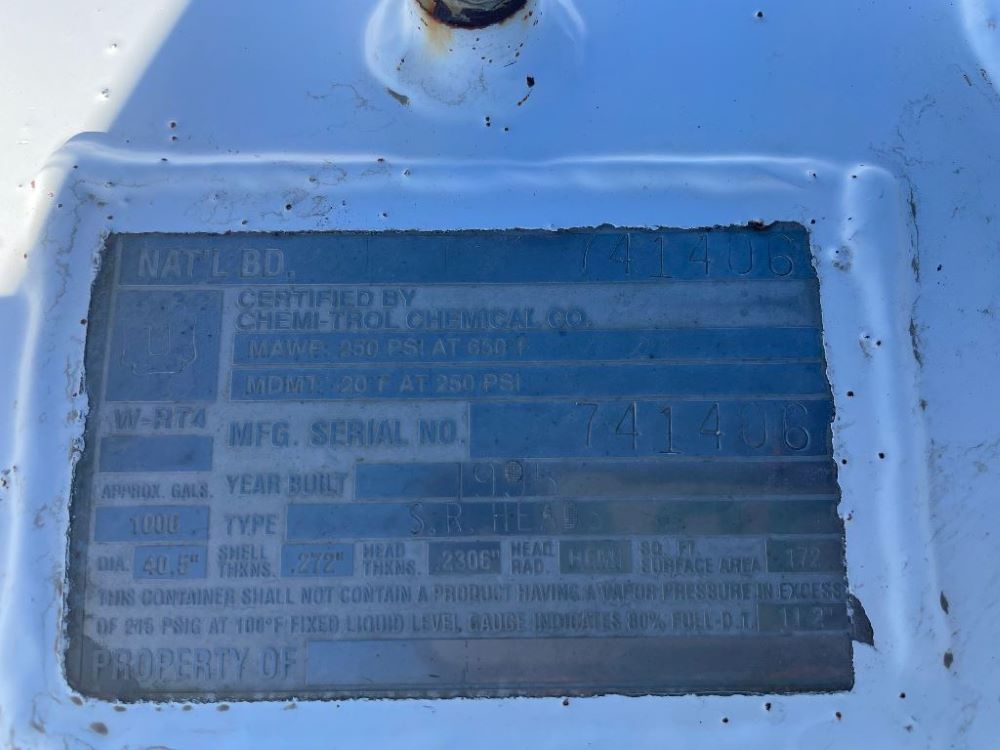 NAT'L BD. 741406
U
CERTIFIED BY
CHEMI-TROL CHEMICAL CO.
MAWP: 250 PSI AT 650°F
MDMT: -20°F AT 250 PSI
W-RT4
MFG. SERIAL NO. 741406
APPROX. GALS. YEAR BUILT 1995
1000 TYPE S.R. HEADS
DIA. 40.5" SHELL THKNS. .272" HEAD THKNS. .2306" HEAD RAD. HEMI SQ. FT. SURFACE AREA 172
THIS CONTAINER SHALL NOT CONTAIN A PRODUCT HAVING A VAPOR PRESSURE IN EXCESS
OF 215 PSIG AT 100°F FIXED LIQUID LEVEL GAUGE INDICATES 80% FULL-D.T. 11.2
PROPERTY OF